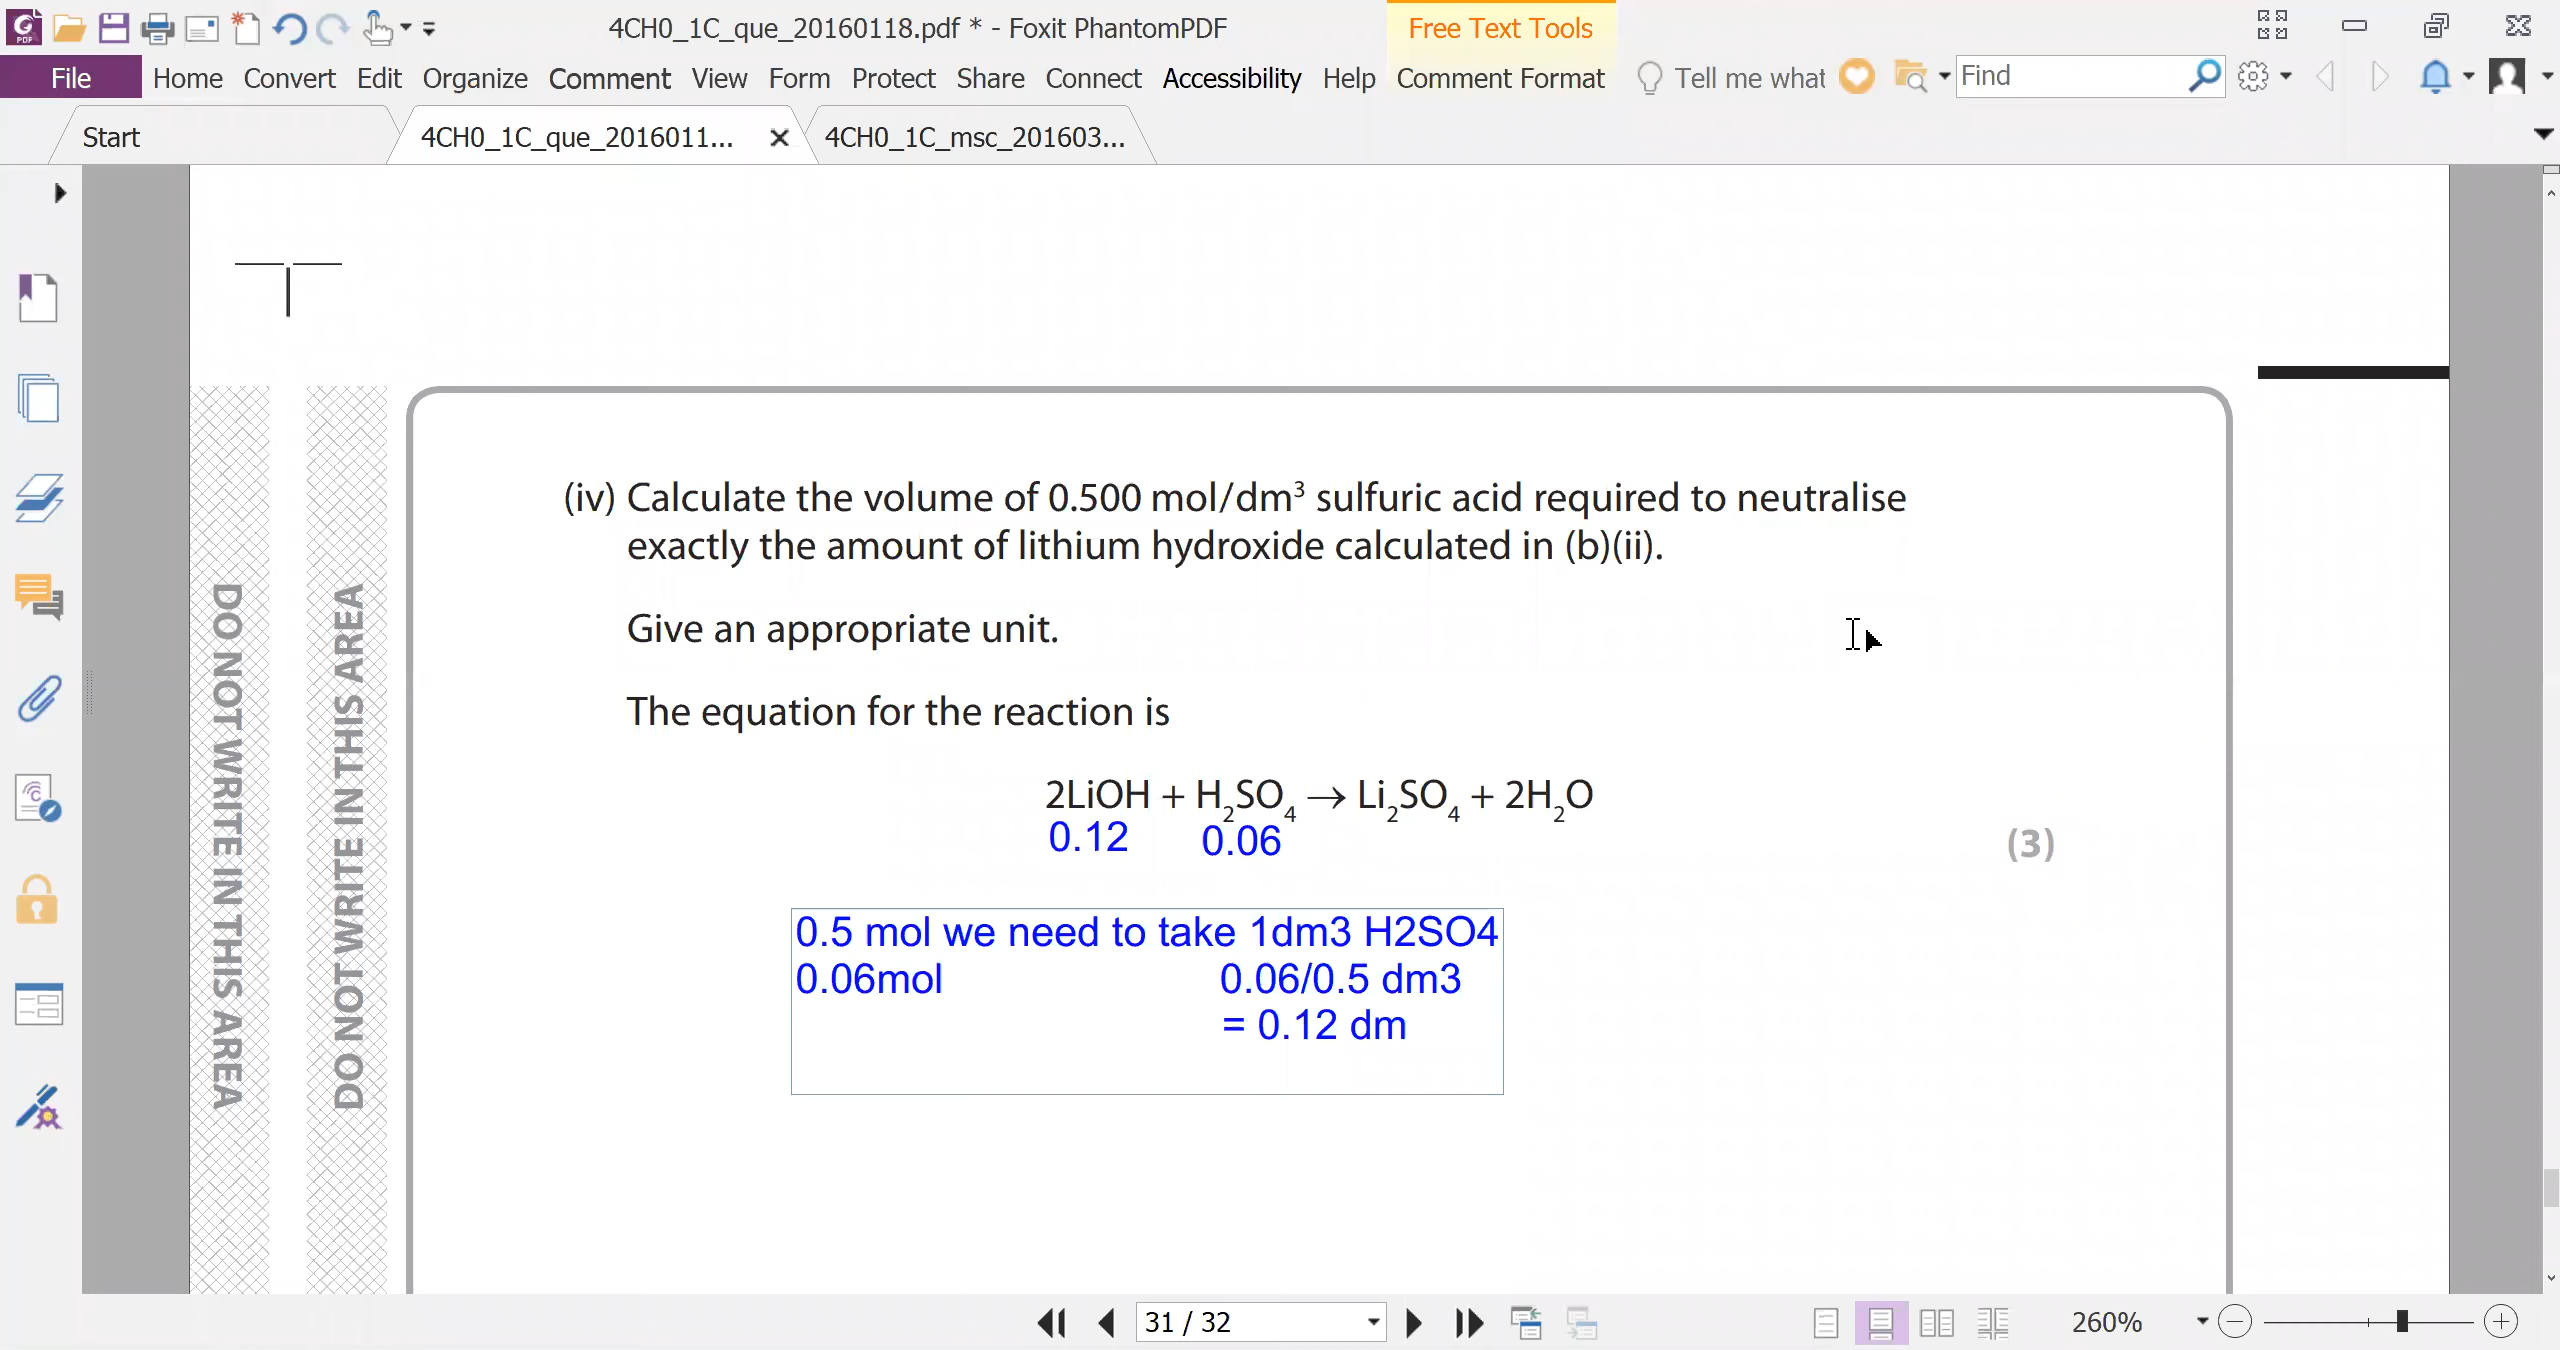 4CH0_1C_que_20160118.pdf * - Foxit PhantomPDF
Free Text Tools
File Home Convert Edit Organize Comment View Form Protect Share Connect Accessibility Help Comment Format Tell me what Find
Start
4CH0_1C_que_2016011...
4CH0_1C_msc_201603...
DO NOT WRITE IN THIS AREA
DO NOT WRITE IN THIS AREA
(iv) Calculate the volume of 0.500 mol/dm³ sulfuric acid required to neutralise
exactly the amount of lithium hydroxide calculated in (b)(ii).
Give an appropriate unit.
The equation for the reaction is
2LiOH + H₂SO₄ → Li₂SO₄ + 2H₂O
0.12 0.06
(3)
0.5 mol we need to take 1dm3 H2SO4
0.06mol 0.06/0.5 dm3
= 0.12 dm
31 / 32
260%